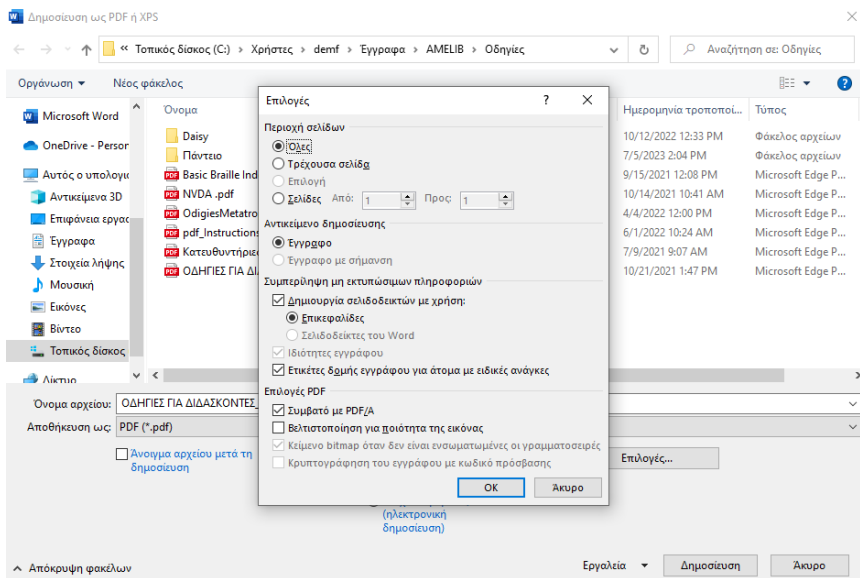 Δημοσίευση ως PDF ή XPS
« Τοπικός δίσκος (C:) › Χρήστες › demf › Έγγραφα › AMELIB › Οδηγίες
Αναζήτηση σε: Οδηγίες
Οργάνωση
Νέος φάκελος
Microsoft Word
OneDrive - Person
Αυτός ο υπολογι
Αντικείμενα 3D
Επιφάνεια εργας
Έγγραφα
Στοιχεία λήψης
Μουσική
Εικόνες
Βίντεο
Τοπικός δίσκος
Δίκτυο
Όνομα
Ημερομηνία τροποποί...
Τύπος
Daisy
10/12/2022 12:33 PM
Φάκελος αρχείων
Πάντειο
7/5/2023 2:04 PM
Φάκελος αρχείων
Basic Braille Ind
9/15/2021 12:08 PM
Microsoft Edge P...
NVDA .pdf
10/14/2021 10:41 AM
Microsoft Edge P...
OdigiesMetatro
4/4/2022 12:00 PM
Microsoft Edge P...
pdf_Instructions
6/1/2022 10:24 AM
Microsoft Edge P...
Κατευθυντήριες
7/9/2021 9:07 AM
Microsoft Edge P...
ΟΔΗΓΙΕΣ ΓΙΑ ΔΙ
10/21/2021 1:47 PM
Microsoft Edge P...
Επιλογές
?
Περιοχή σελίδων
Όλες
Τρέχουσα σελίδα
Επιλογή
Σελίδες Από: 1 Προς: 1
Αντικείμενο δημοσίευσης
Έγγραφο
Έγγραφο με σήμανση
Συμπερίληψη μη εκτυπώσιμων πληροφοριών
Δημιουργία σελιδοδεικτών με χρήση:
Επικεφαλίδες
Σελιδοδείκτες του Word
Ιδιότητες εγγράφου
Ετικέτες δομής εγγράφου για άτομα με ειδικές ανάγκες
Επιλογές PDF
Συμβατό με PDF/A
Βελτιστοποίηση για ποιότητα της εικόνας
Κείμενο bitmap όταν δεν είναι ενσωματωμένες οι γραμματοσειρές
Κρυπτογράφηση του εγγράφου με κωδικό πρόσβασης
OK
Άκυρο
Όνομα αρχείου: ΟΔΗΓΙΕΣ ΓΙΑ ΔΙΔΑΣΚΟΝΤΕΣ_
Αποθήκευση ως: PDF (*.pdf)
Άνοιγμα αρχείου μετά τη
δημοσίευση
Επιλογές...
(ηλεκτρονική
δημοσίευση)
Απόκρυψη φακέλων
Εργαλεία
Δημοσίευση
Άκυρο